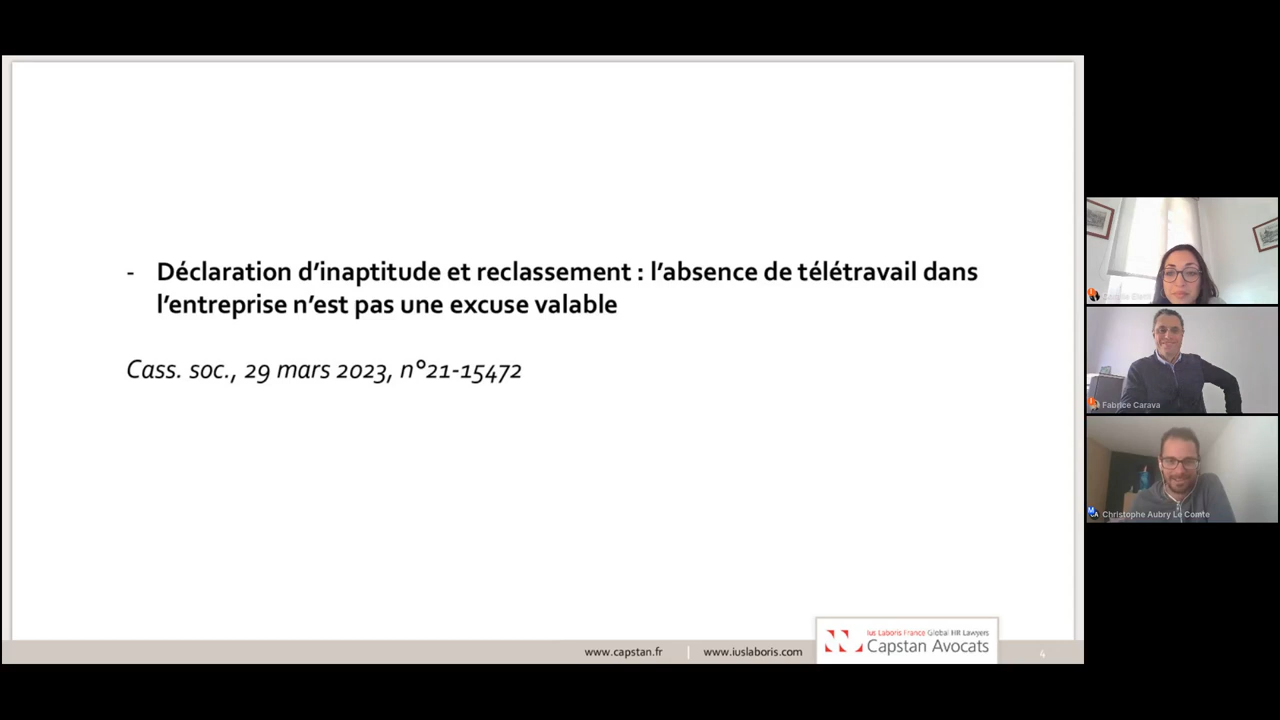 - Déclaration d’inaptitude et reclassement : l’absence de télétravail dans
l’entreprise n’est pas une excuse valable
Cass. soc., 29 mars 2023, n°21-15472
www.capstan.fr | www.iuslaboris.com
Ius Laboris France Global HR Lawyers
Capstan Avocats
4
Fabrice Carava
Christophe Aubry Le Comte